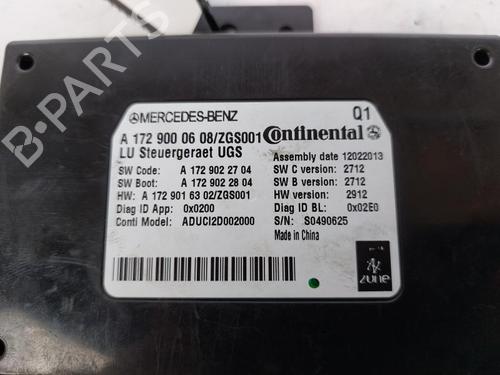 MERCEDES-BENZ Q1
A 172 900 06 08/ZGS001 Continental
LU Steuergeraet UGS Assembly date 12022013
SW Code: A 172 902 27 04 SW C version: 2712
SW Boot: A 172 902 28 04 SW B version: 2712
HW: A 172 901 63 02/ZGS001 HW version: 2912
Diag ID App: 0x0200 Diag ID BL: 0x02E0
Conti Model: ADUCI2D002000 S/N: S0490625
Made in China
zune